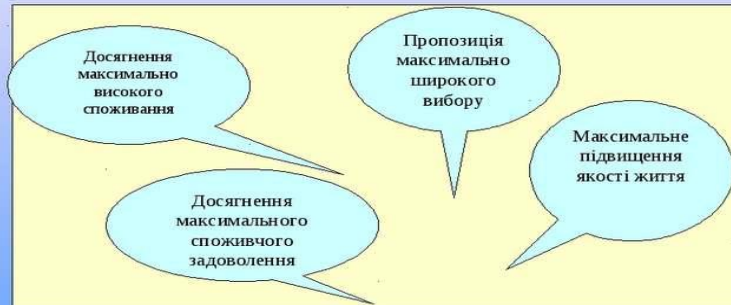 Досягнення
максимально
високого
споживання
Пропозиція
максимально
широкого
вибору
Максимальне
підвищення
якості життя
Досягнення
максимального
споживчого
задоволення